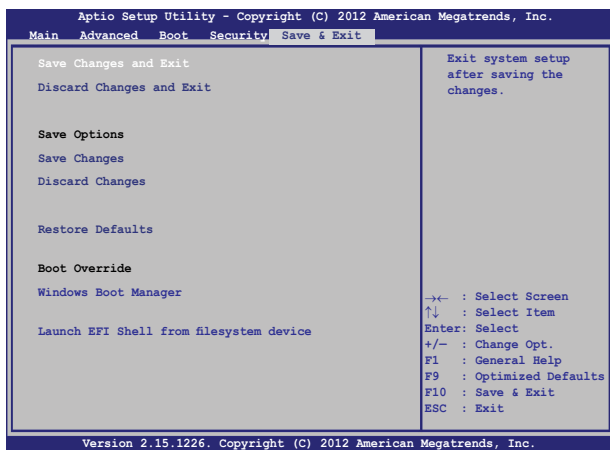 Aptio Setup Utility - Copyright (C) 2012 American Megatrends, Inc.
Main Advanced Boot Security Save & Exit
Save Changes and Exit
Discard Changes and Exit
Save Options
Save Changes
Discard Changes
Restore Defaults
Boot Override
Windows Boot Manager
Launch EFI Shell from filesystem device
Exit system setup
after saving the
changes.
→← : Select Screen
↑↓ : Select Item
Enter: Select
+/— : Change Opt.
F1 : General Help
F9 : Optimized Defaults
F10 : Save & Exit
ESC : Exit
Version 2.15.1226. Copyright (C) 2012 American Megatrends, Inc.